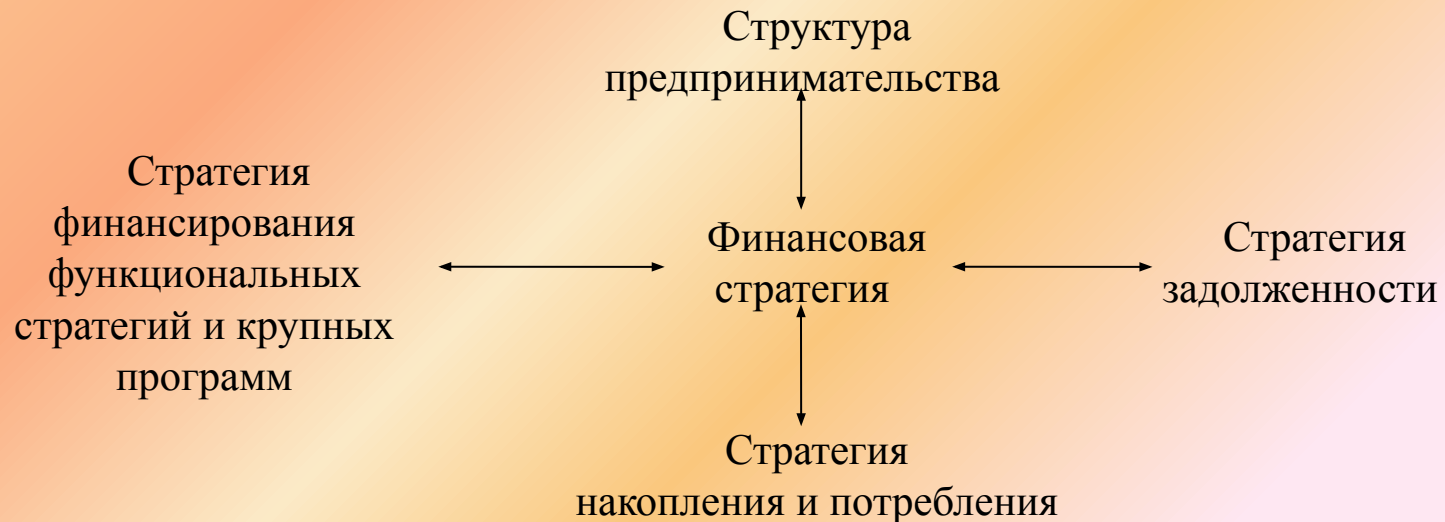 Структура
предпринимательства
Стратегия
финансирования
функциональных
стратегий и крупных
программ
Финансовая
стратегия
Стратегия
задолженности
Стратегия
накопления и потребления